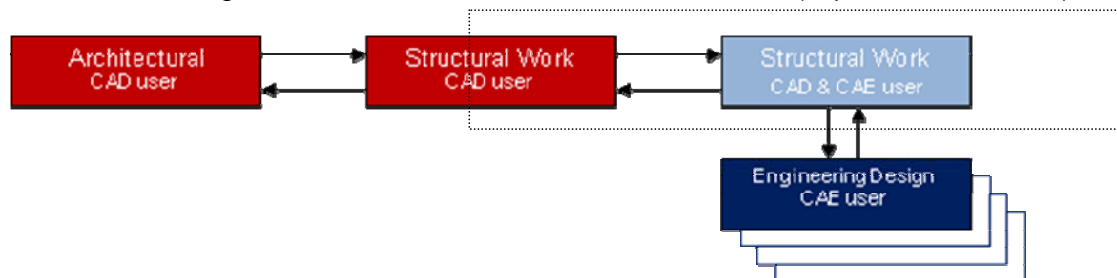 Architectural
CAD user
Structural Work
CAD user
Structural Work
CAD & CAE user
Engineering Design
CAE user